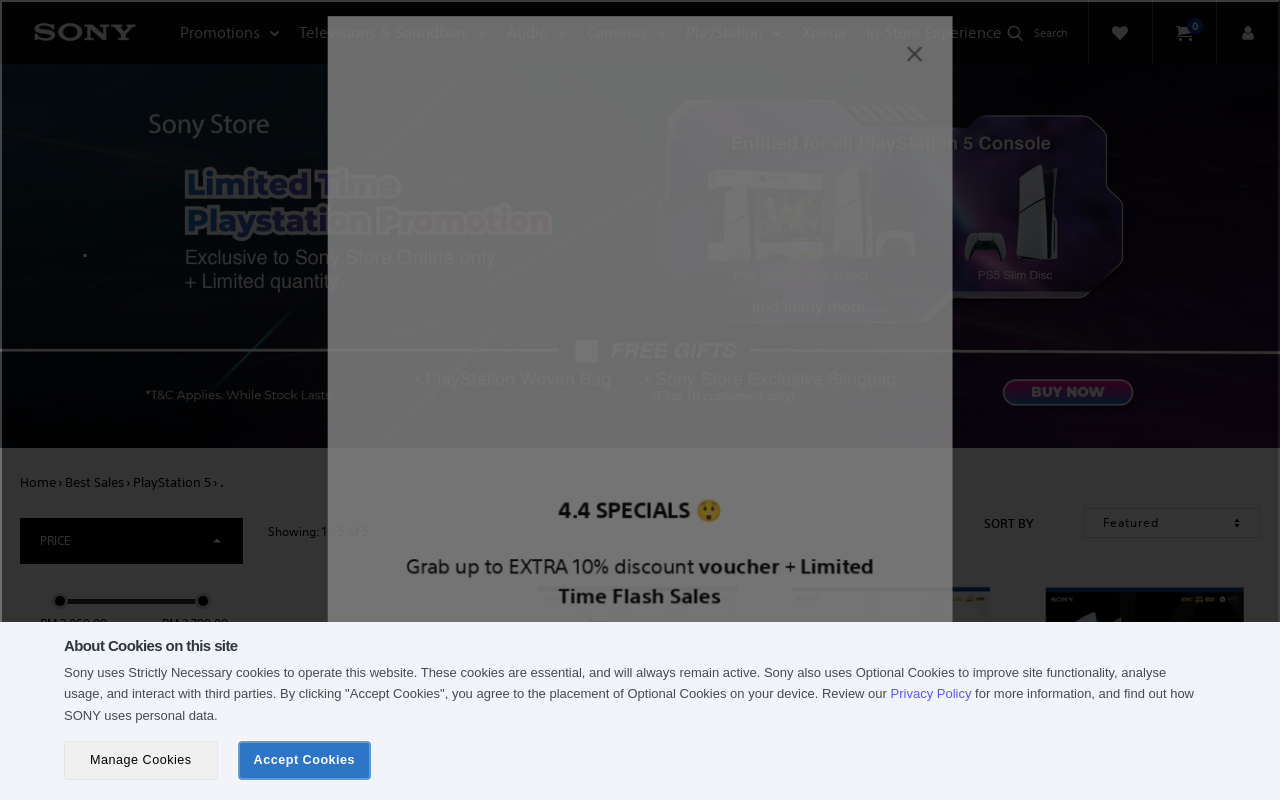 SONY
Promotions
Televisions & Soundbars
Audio
Cameras
PlayStation
Xperia
In-Store Experience
Search
0
Sony Store
Limited Time
Playstation Promotion
Exclusive to Sony Store Online only
+ Limited quantity
Entitled for all PlayStation 5 Console
PS5 Slim Disc
and many more....
FREE GIFTS
• PlayStation Woven Bag
• Sony Store Exclusive Slingbag
(First 10 customers only)
*T&C Applies. While Stock Lasts
BUY NOW
Home › Best Sales › PlayStation 5 › .
PRICE
Showing: 1 - 5 of 5
SORT BY
Featured
4.4 SPECIALS 😲
Grab up to EXTRA 10% discount voucher + Limited
Time Flash Sales
SONY
About Cookies on this site
Sony uses Strictly Necessary cookies to operate this website. These cookies are essential, and will always remain active. Sony also uses Optional Cookies to improve site functionality, analyse
usage, and interact with third parties. By clicking "Accept Cookies", you agree to the placement of Optional Cookies on your device. Review our Privacy Policy for more information, and find out how
SONY uses personal data.
Manage Cookies
Accept Cookies